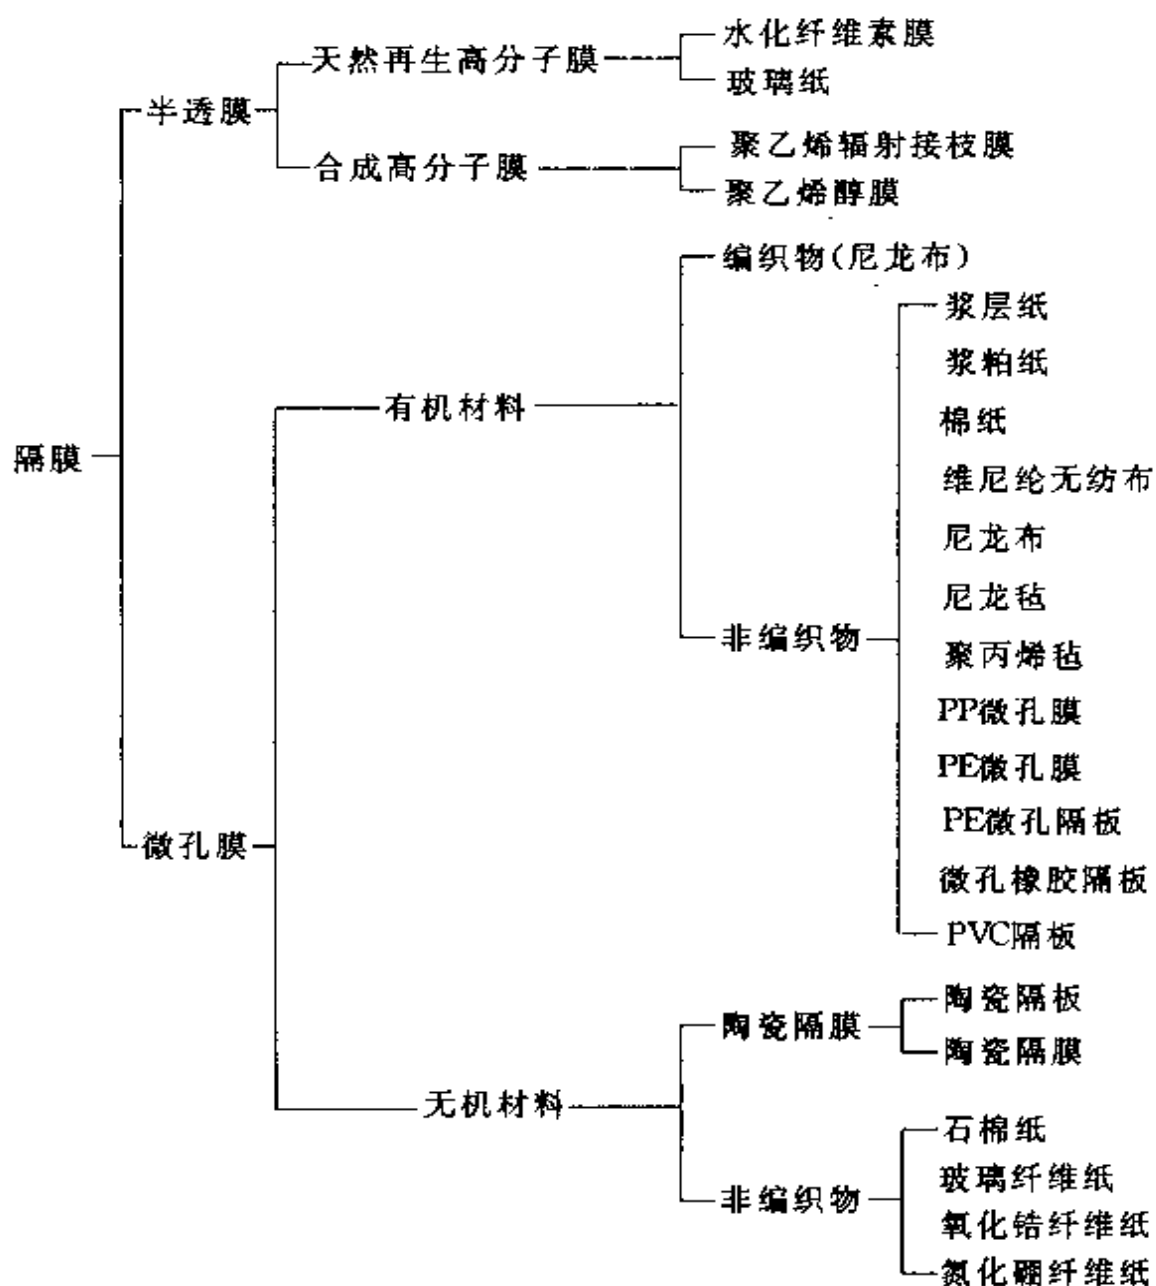 水化纤维素膜
天然再生高分子膜
玻璃纸
半透膜
聚乙烯辐射接枝膜
合成高分子膜
聚乙烯醇膜
编织物(尼龙布)
浆层纸
浆粕纸
有机材料
棉纸
隔膜
维尼纶无纺布
尼龙布
尼龙毡
非编织物
聚丙烯毡
PP微孔膜
PE微孔膜
PE微孔隔板
微孔膜
微孔橡胶隔板
PVC隔板
陶瓷隔板
陶瓷隔膜
陶瓷隔膜
无机材料
石棉纸
玻璃纤维纸
非编织物
氧化锆纤维纸
氮化硼纤维纸